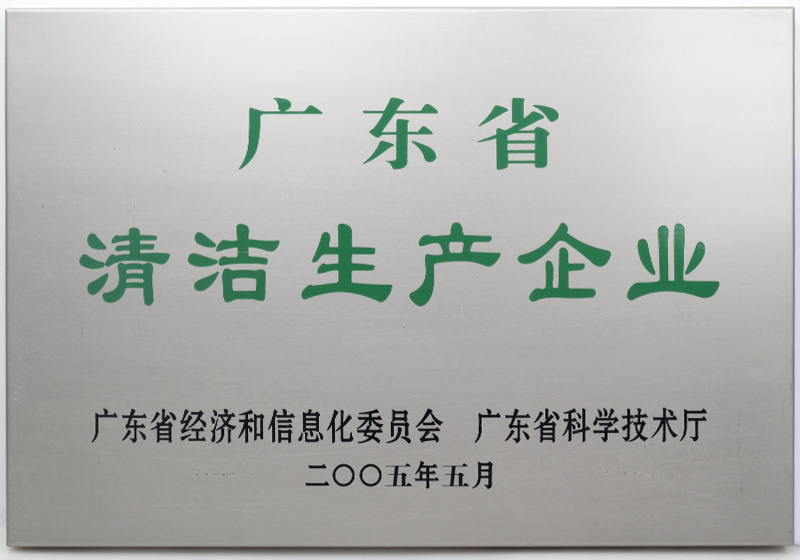 广东省
清洁生产企业
广东省经济和信息化委员会 广东省科学技术厅
二〇〇五年五月